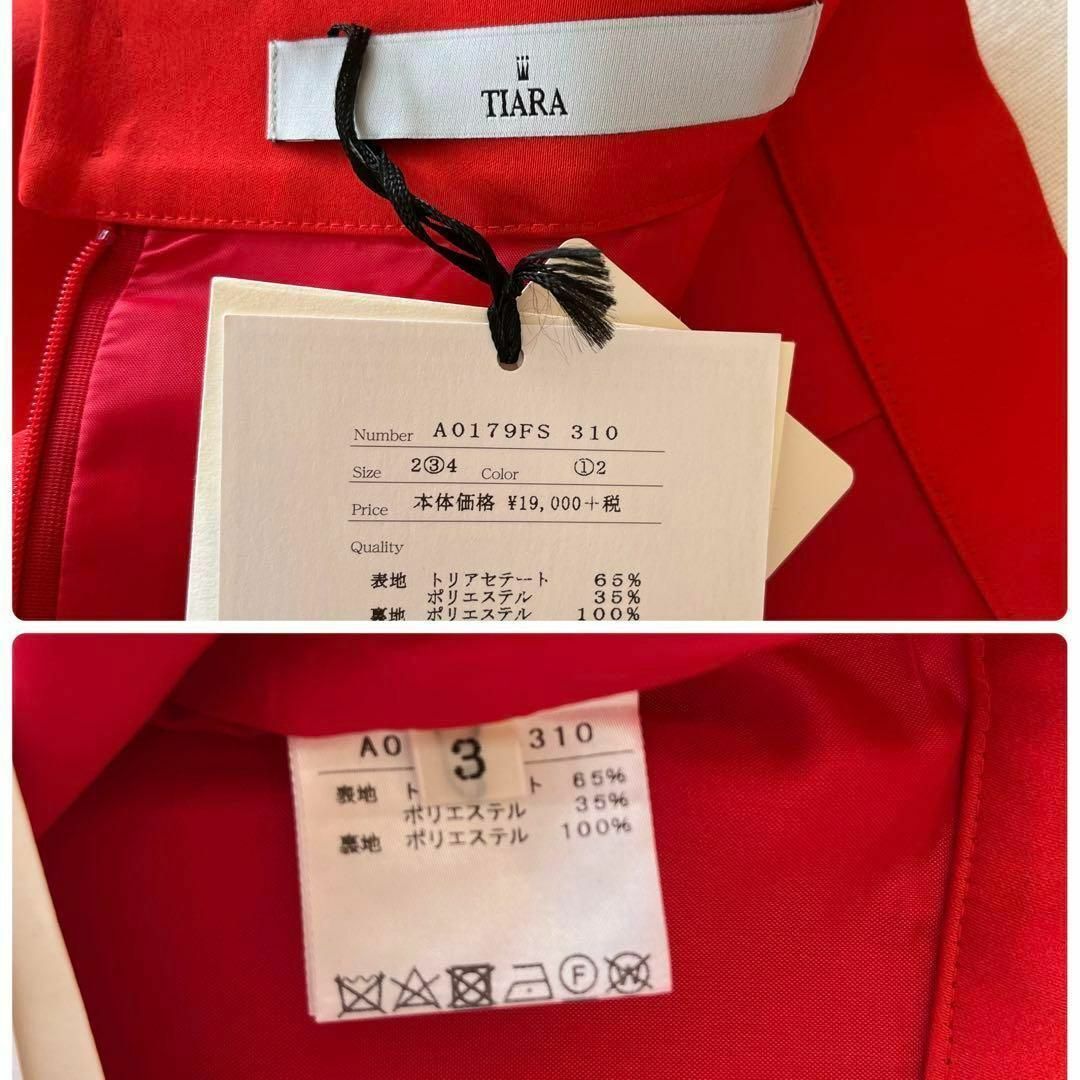 TIARA
Number A0179FS 310
Size 2③4 Color ①2
Price 本体価格 ¥19,000+税
Quality
表地 トリアセテート 65%
ポリエステル 35%
裏地 ポリエステル 100%
A0 3 310
表地 ト ト 65%
ポリエステル 35%
裏地 ポリエステル 100%
F
W